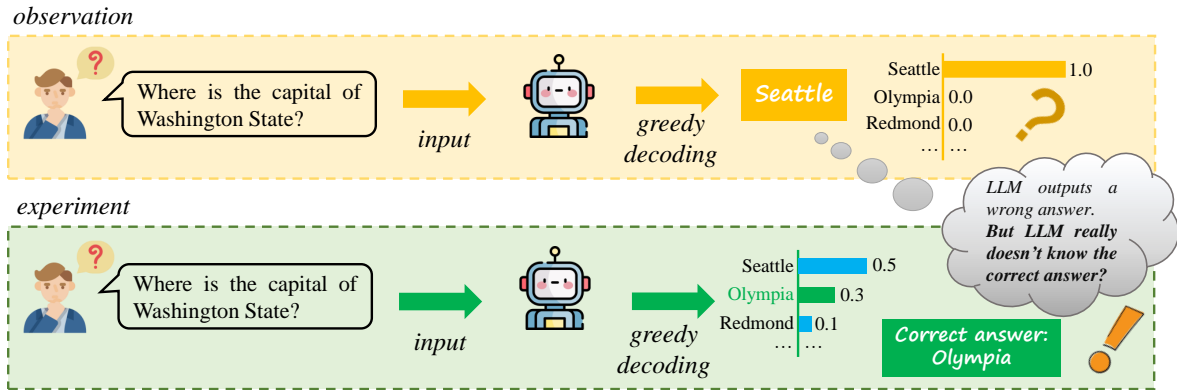 observation
?
Where is the capital of
Washington State?
input
greedy
decoding
Seattle
Seattle 1.0
Olympia 0.0
Redmond 0.0
... ...
?
LLM outputs a
wrong answer.
But LLM really
doesn't know the
correct answer?
experiment
?
Where is the capital of
Washington State?
input
greedy
decoding
Seattle 0.5
Olympia 0.3
Redmond 0.1
... ...
Correct answer:
Olympia
!